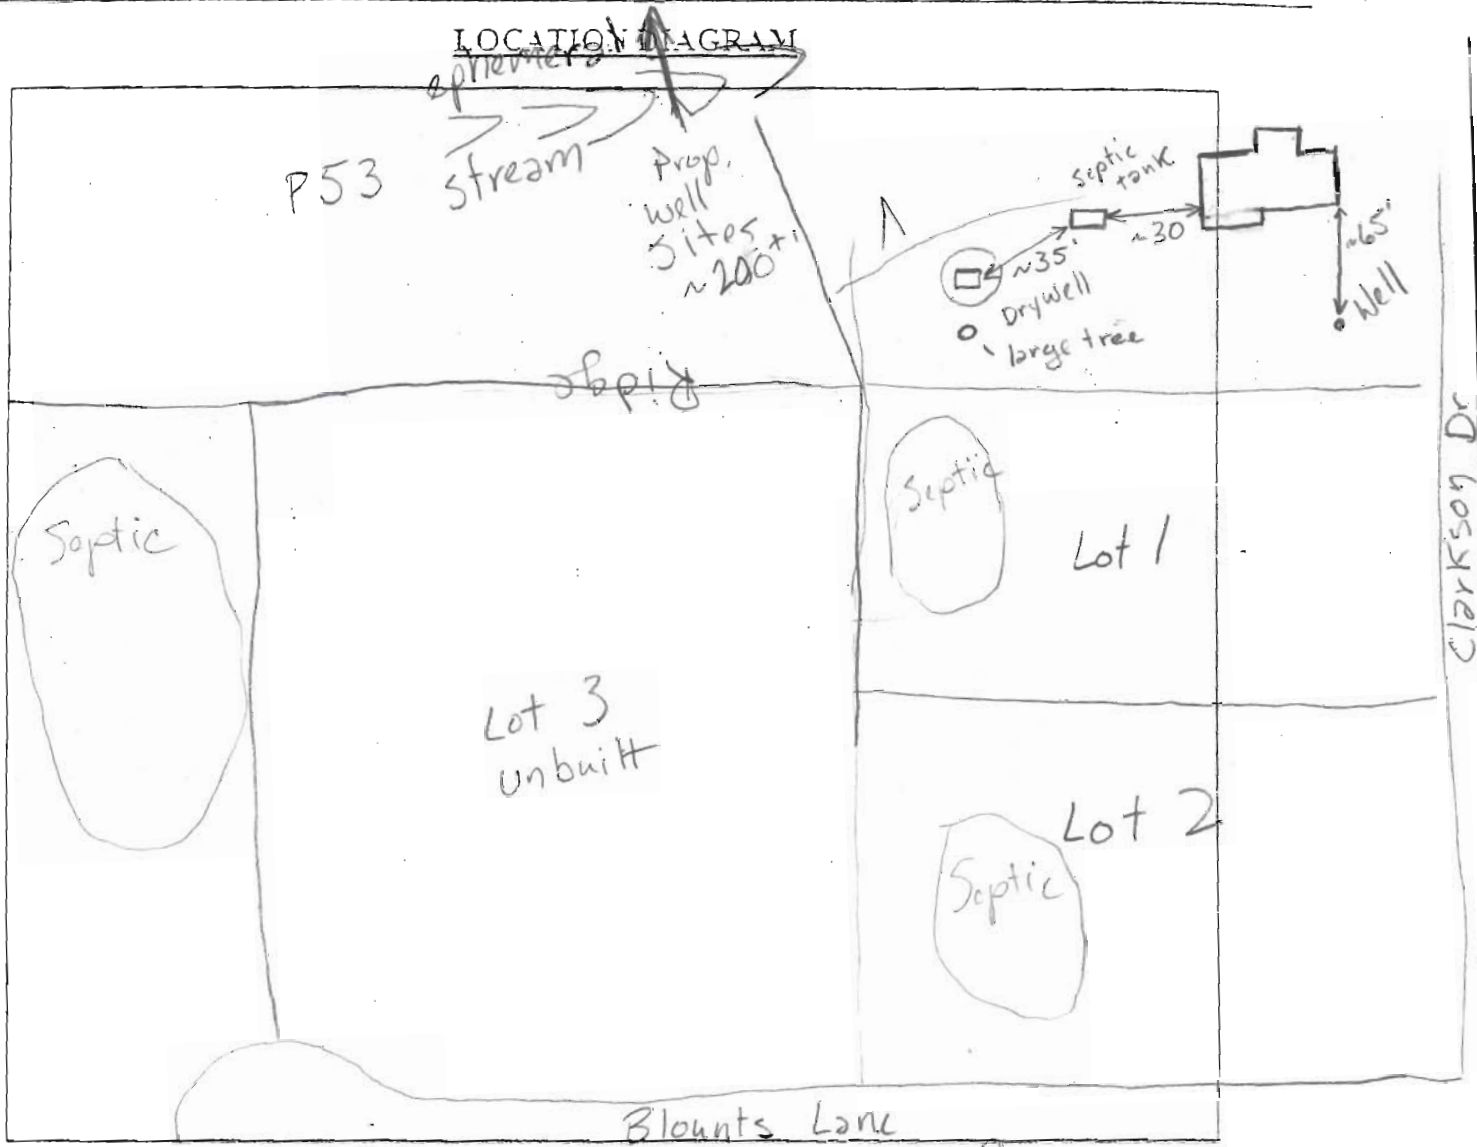 LOCATION DIAGRAM
ephemeral
P53
stream
Prop.
well
sites
~200+'
septic
tank
~30
~65'
Well
~35'
Drywell
large tree
Ridge
Septic
Septic
Lot 1
Clarkson Dr
Lot 3
unbuilt
Lot 2
Septic
Blounts Lane